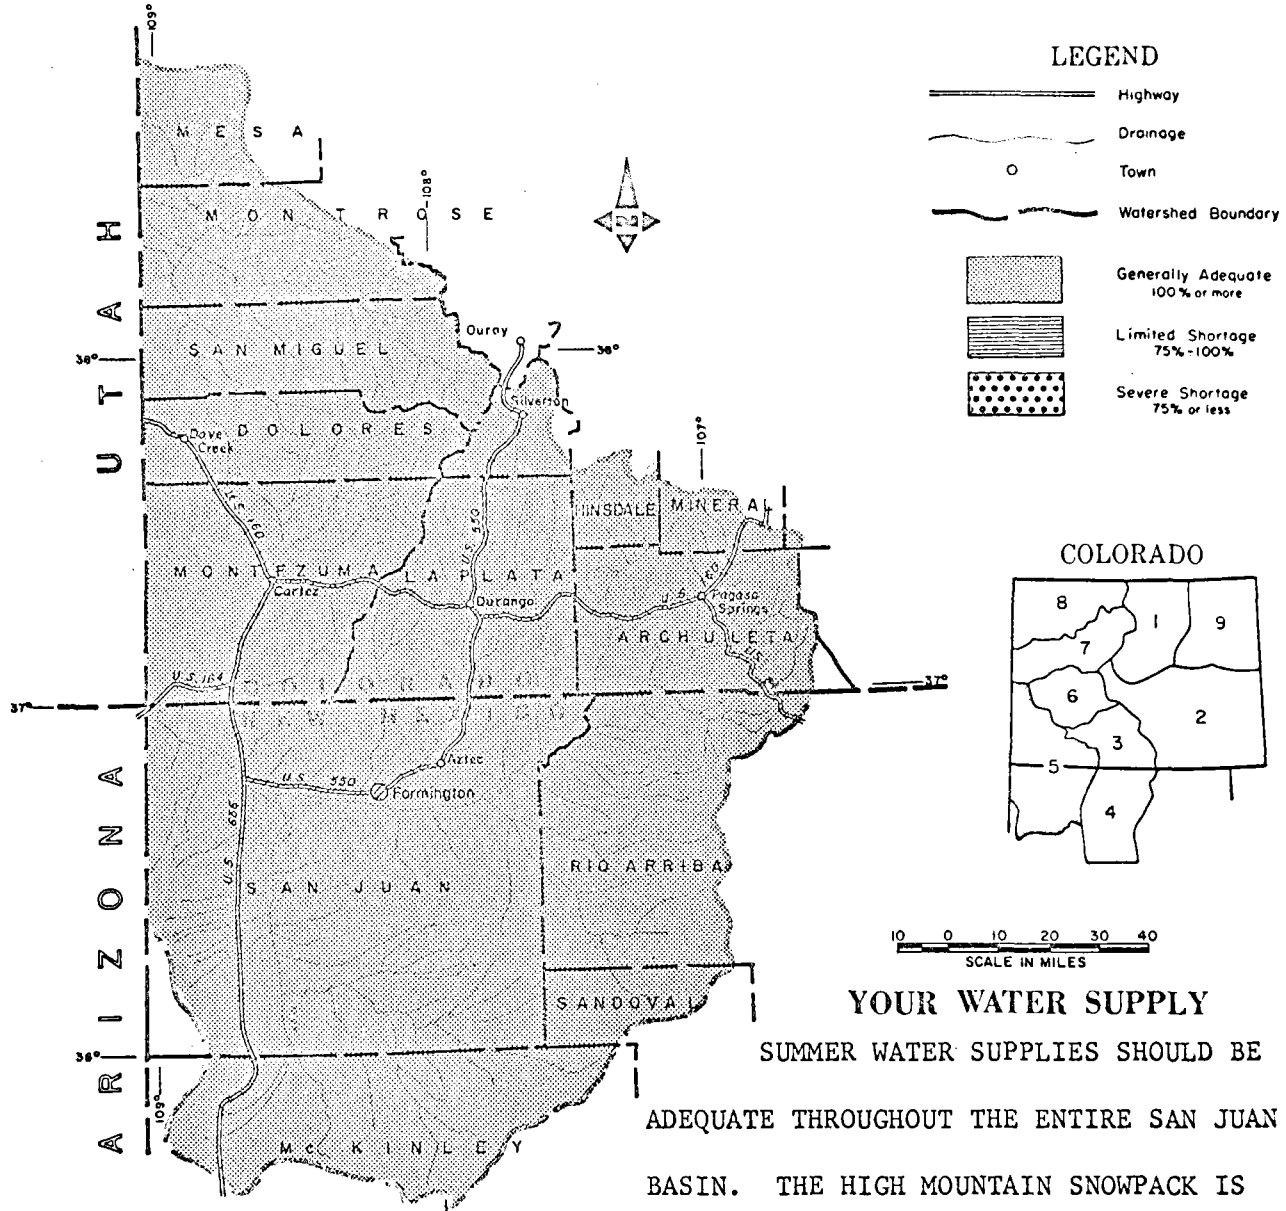 109°
LEGEND
Highway
Drainage
Town
Watershed Boundary
Generally Adequate
100% or more
Limited Shortage
75%-100%
Severe Shortage
75% or less
MESA
108°
MONTROSE
UTAH
Ouray
38°
38°
SAN MIGUEL
Silverton
DOLORES
Dove
Creek
107°
U.S. 160
U.S. 550
HINSDALE
MINERAL
MONTEZUMA
LA PLATA
Cortez
Durango
U.S. 160
Pagosa
Springs
ARCHULETA
U.S.
U.S. 164
COLORADO
NEW MEXICO
37°
37°
COLORADO
8
1
9
7
6
2
3
5
4
ARIZONA
Aztec
U.S. 550
Farmington
U.S. 666
RIO ARRIBA
SAN JUAN
SANDOVAL
36°
109°
McKINLEY
10 0 10 20 30 40
SCALE IN MILES
YOUR WATER SUPPLY
SUMMER WATER SUPPLIES SHOULD BE
ADEQUATE THROUGHOUT THE ENTIRE SAN JUAN
BASIN. THE HIGH MOUNTAIN SNOWPACK IS